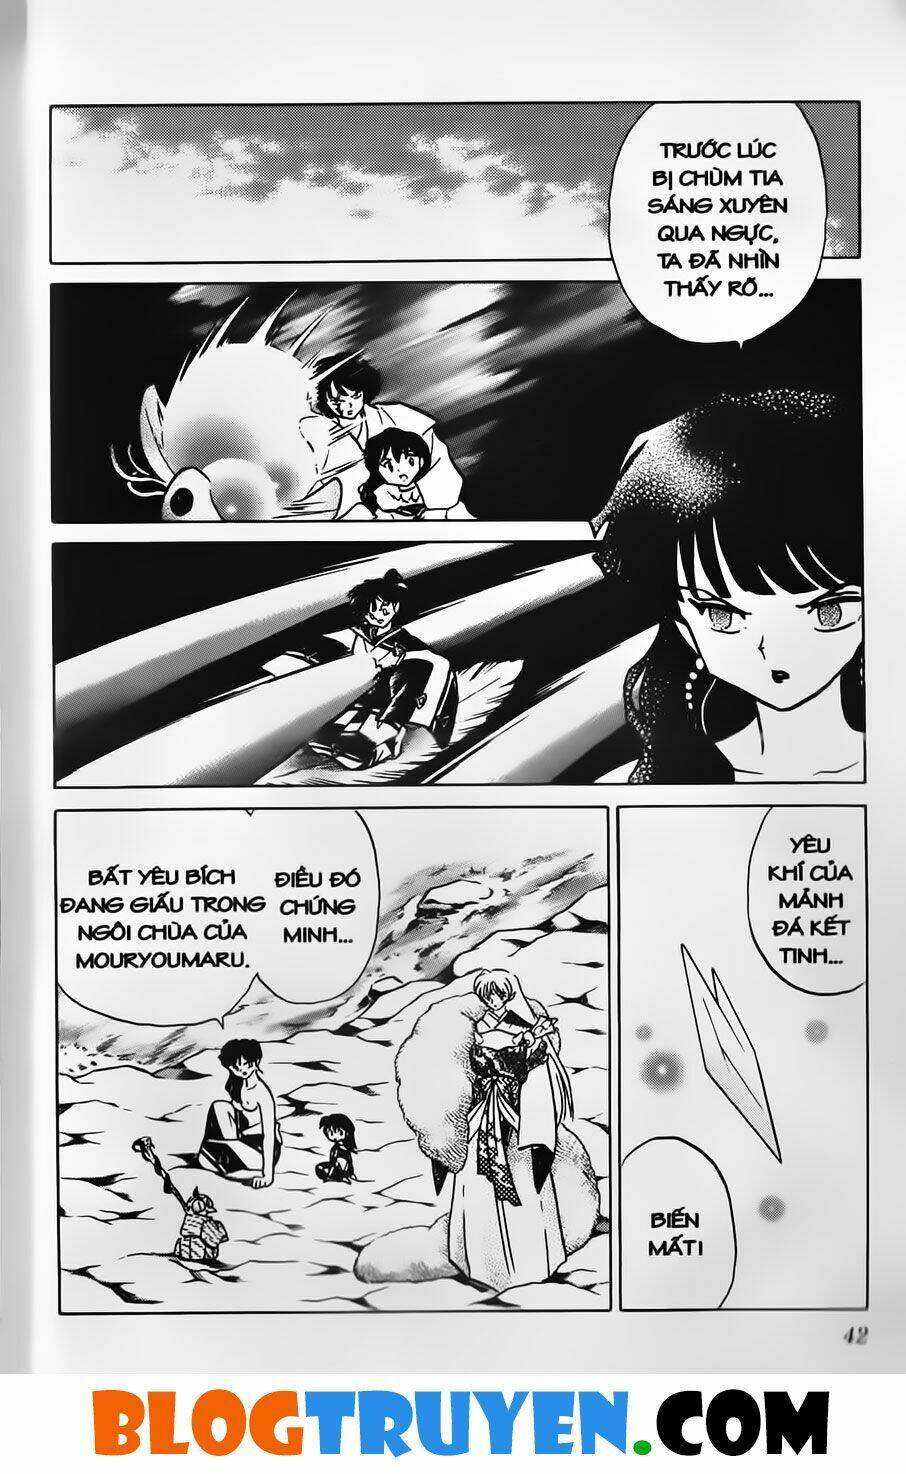 TRƯỚC LÚC
BỊ CHÙM TIA
SÁNG XUYÊN
QUA NGỰC,
TA ĐÃ NHÌN
THẤY RÕ...
YÊU
KHÍ CỦA
MẢNH
ĐÁ KẾT
TINH...
BIẾN
MẤT!
ĐIỀU ĐÓ
CHỨNG
MINH...
BẤT YÊU BÍCH
ĐANG GIẤU TRONG
NGÔI CHÙA CỦA
MOURYOUMARU.
42
BLOGTRUYEN.COM